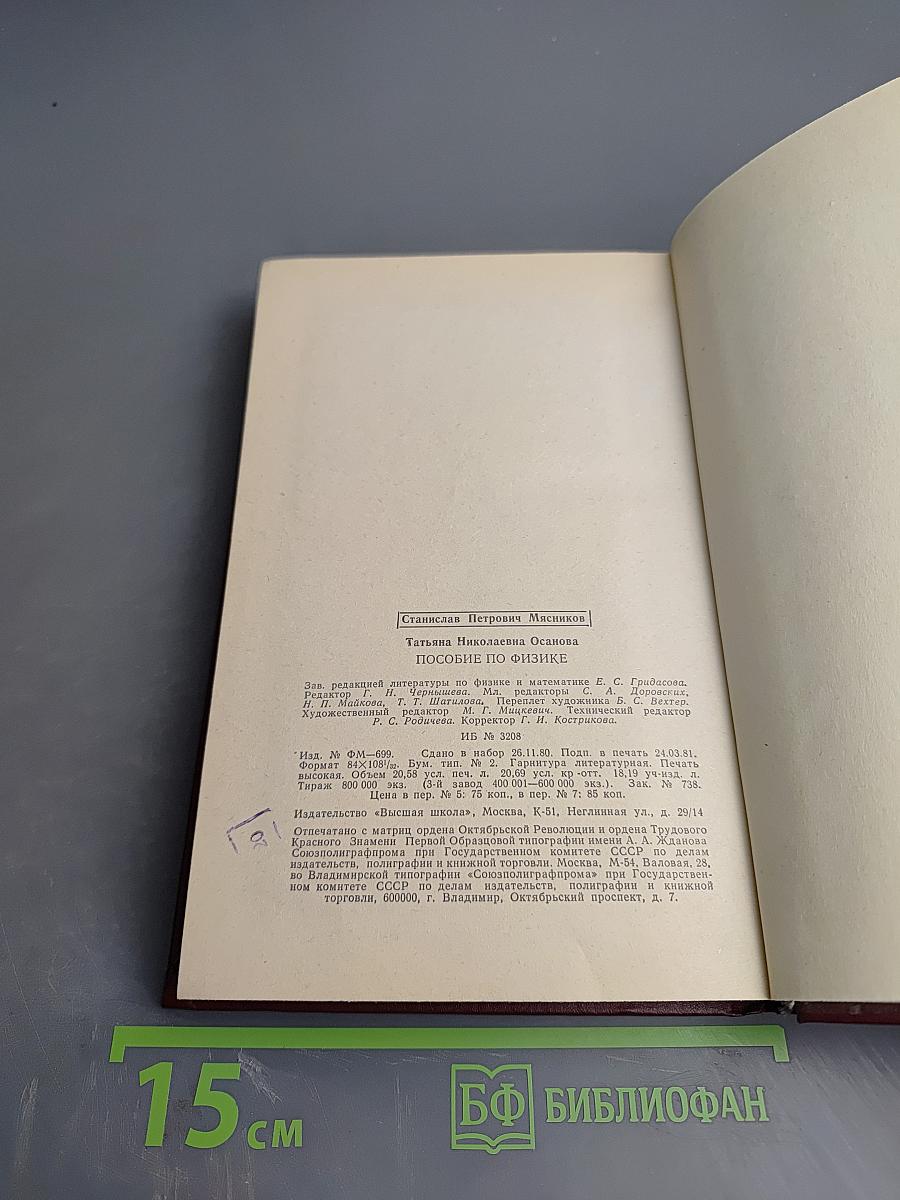 Станислав Петрович Мясников
Татьяна Николаевна Осанова
ПОСОБИЕ ПО ФИЗИКЕ
Зав. редакцией литературы по физике и математике Е. С. Гридасова.
Редактор Г. Н. Чернышева. Мл. редакторы С. А. Доровских,
Н. П. Майкова, Т. Т. Шатилова. Переплет художника Б. С. Вехтер.
Художественный редактор М. Г. Мицкевич. Технический редактор
Р. С. Родичева. Корректор Г. И. Кострикова.
ИБ № 3208
Изд. № ФМ—699. Сдано в набор 26.11.80. Подп. в печать 24.03.81.
Формат 84×108¹/₃₂. Бум. тип. № 2. Гарнитура литературная. Печать
высокая. Объем 20,58 усл. печ. л. 20,69 усл. кр-отт. 18,19 уч-изд. л.
Тираж 800 000 экз. (3-й завод 400 001—600 000 экз.). Зак. № 738.
Цена в пер. № 5: 75 коп., в пер. № 7: 85 коп.
Издательство «Высшая школа», Москва, К-51, Неглинная ул., д. 29/14
Отпечатано с матриц ордена Октябрьской Революции и ордена Трудового
Красного Знамени Первой Образцовой типографии имени А. А. Жданова
Союзполиграфпрома при Государственном комитете СССР по делам
издательств, полиграфии и книжной торговли. Москва, М-54, Валовая, 28,
во Владимирской типографии «Союзполиграфпрома» при Государствен-
ном комитете СССР по делам издательств, полиграфии и книжной
торговли, 600000, г. Владимир, Октябрьский проспект, д. 7.
15 см
БФ БИБЛИОФАН